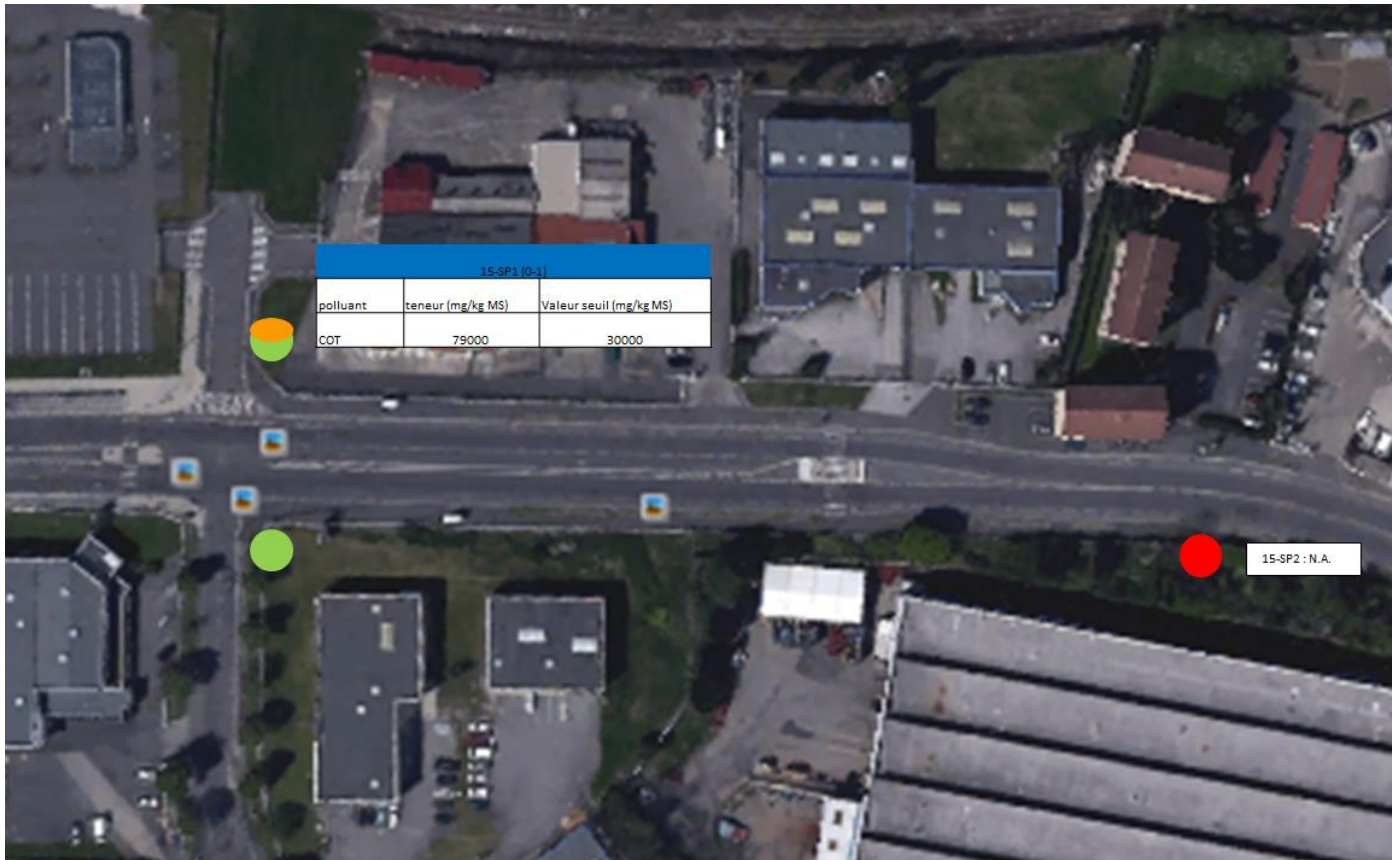 15-SP1 (0-1)
polluant teneur (mg/kg MS) Valeur seuil (mg/kg MS)
COT 79000 30000
15-SP2 : N.A.